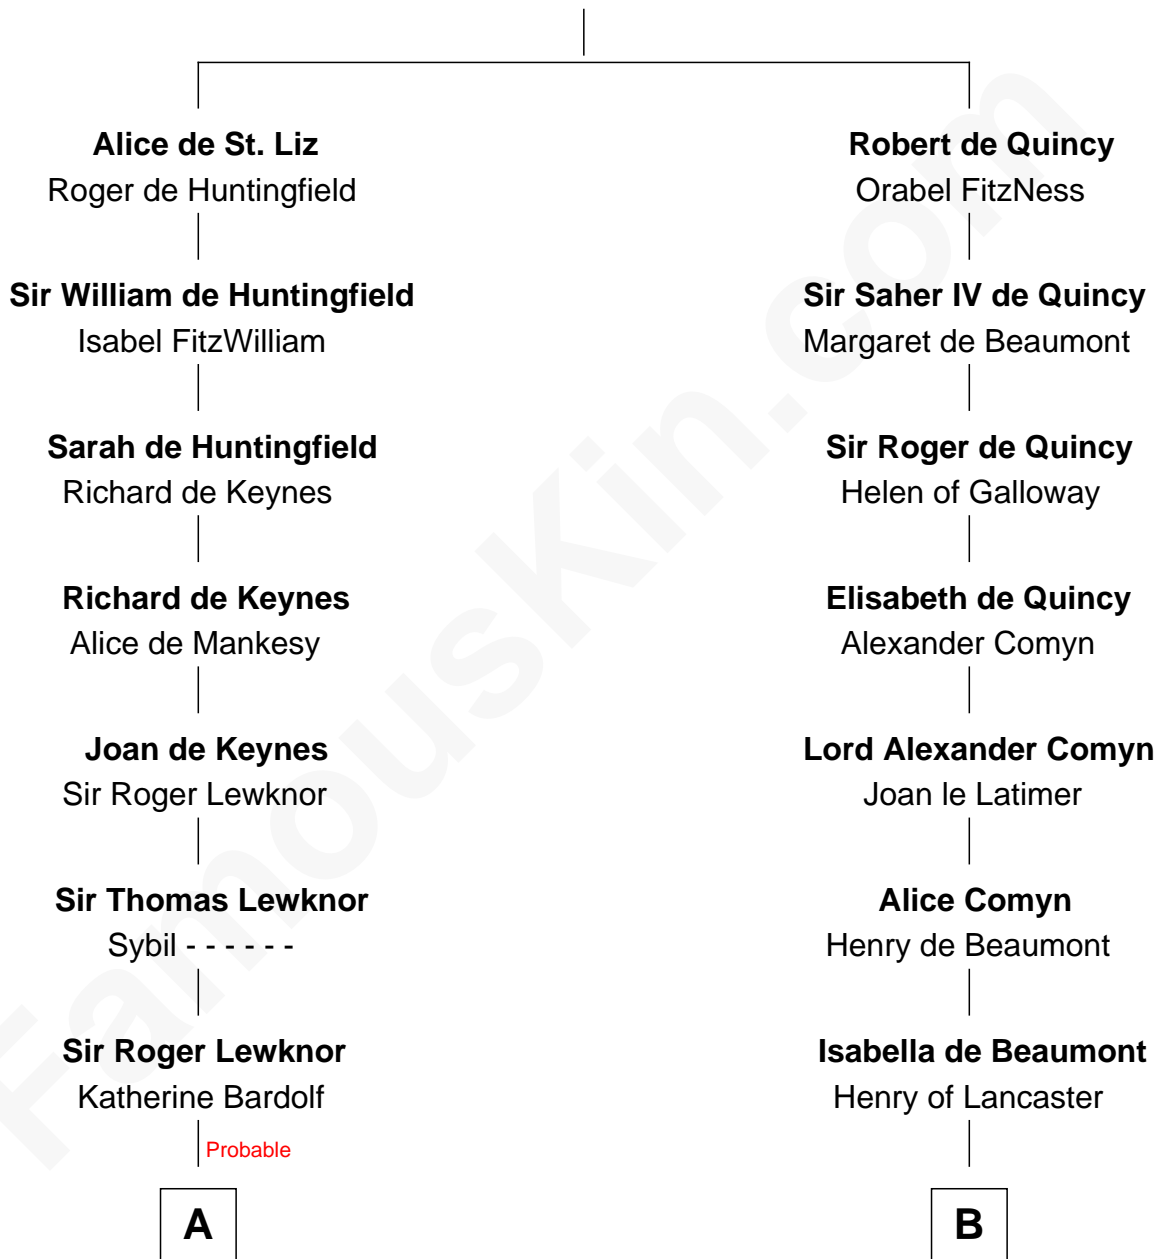 Alice de St. Liz
Roger de Huntingfield
Sir William de Huntingfield
Isabel FitzWilliam
Sarah de Huntingfield
Richard de Keynes
Richard de Keynes
Alice de Mankesy
Joan de Keynes
Sir Roger Lewknor
Sir Thomas Lewknor
Sybil - - - - - -
Sir Roger Lewknor
Katherine Bardolf
Probable
A
Robert de Quincy
Orabel FitzNess
Sir Saher IV de Quincy
Margaret de Beaumont
Sir Roger de Quincy
Helen of Galloway
Elisabeth de Quincy
Alexander Comyn
Lord Alexander Comyn
Joan le Latimer
Alice Comyn
Henry de Beaumont
Isabella de Beaumont
Henry of Lancaster
B
FamousKin.com